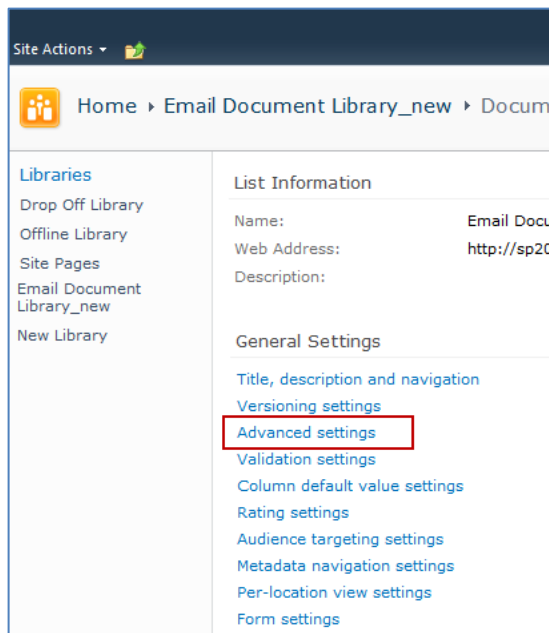 Site Actions
Home Email Document Library_new Docum
Libraries
Drop Off Library
Offline Library
Site Pages
Email Document
Library_new
New Library
List Information
Name: Email Docu
Web Address: http://sp20
Description:
General Settings
Title, description and navigation
Versioning settings
Advanced settings
Validation settings
Column default value settings
Rating settings
Audience targeting settings
Metadata navigation settings
Per-location view settings
Form settings